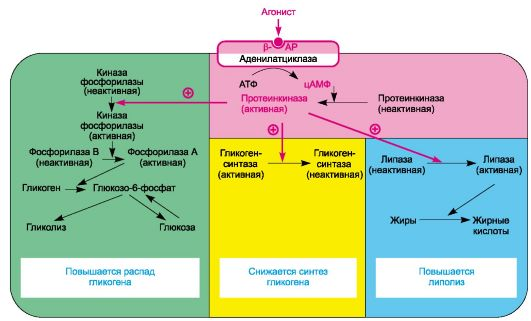 Агонист
β- АР
Аденилатциклаза
АТФ
цАМФ
Протеинкиназа
(активная)
Протеинкиназа
(неактивная)
Киназа
фосфорилазы
(неактивная)
Киназа
фосфорилазы
(активная)
Фосфорилаза В
(неактивная)
Фосфорилаза А
(активная)
Гликоген
Глюкозо-6-фосфат
Гликолиз
Глюкоза
Повышается распад
гликогена
Гликоген-
синтаза
(активная)
Гликоген-
синтаза
(неактивная)
Снижается синтез
гликогена
Липаза
(неактивная)
Липаза
(активная)
Жиры
Жирные
кислоты
Повышается
липолиз